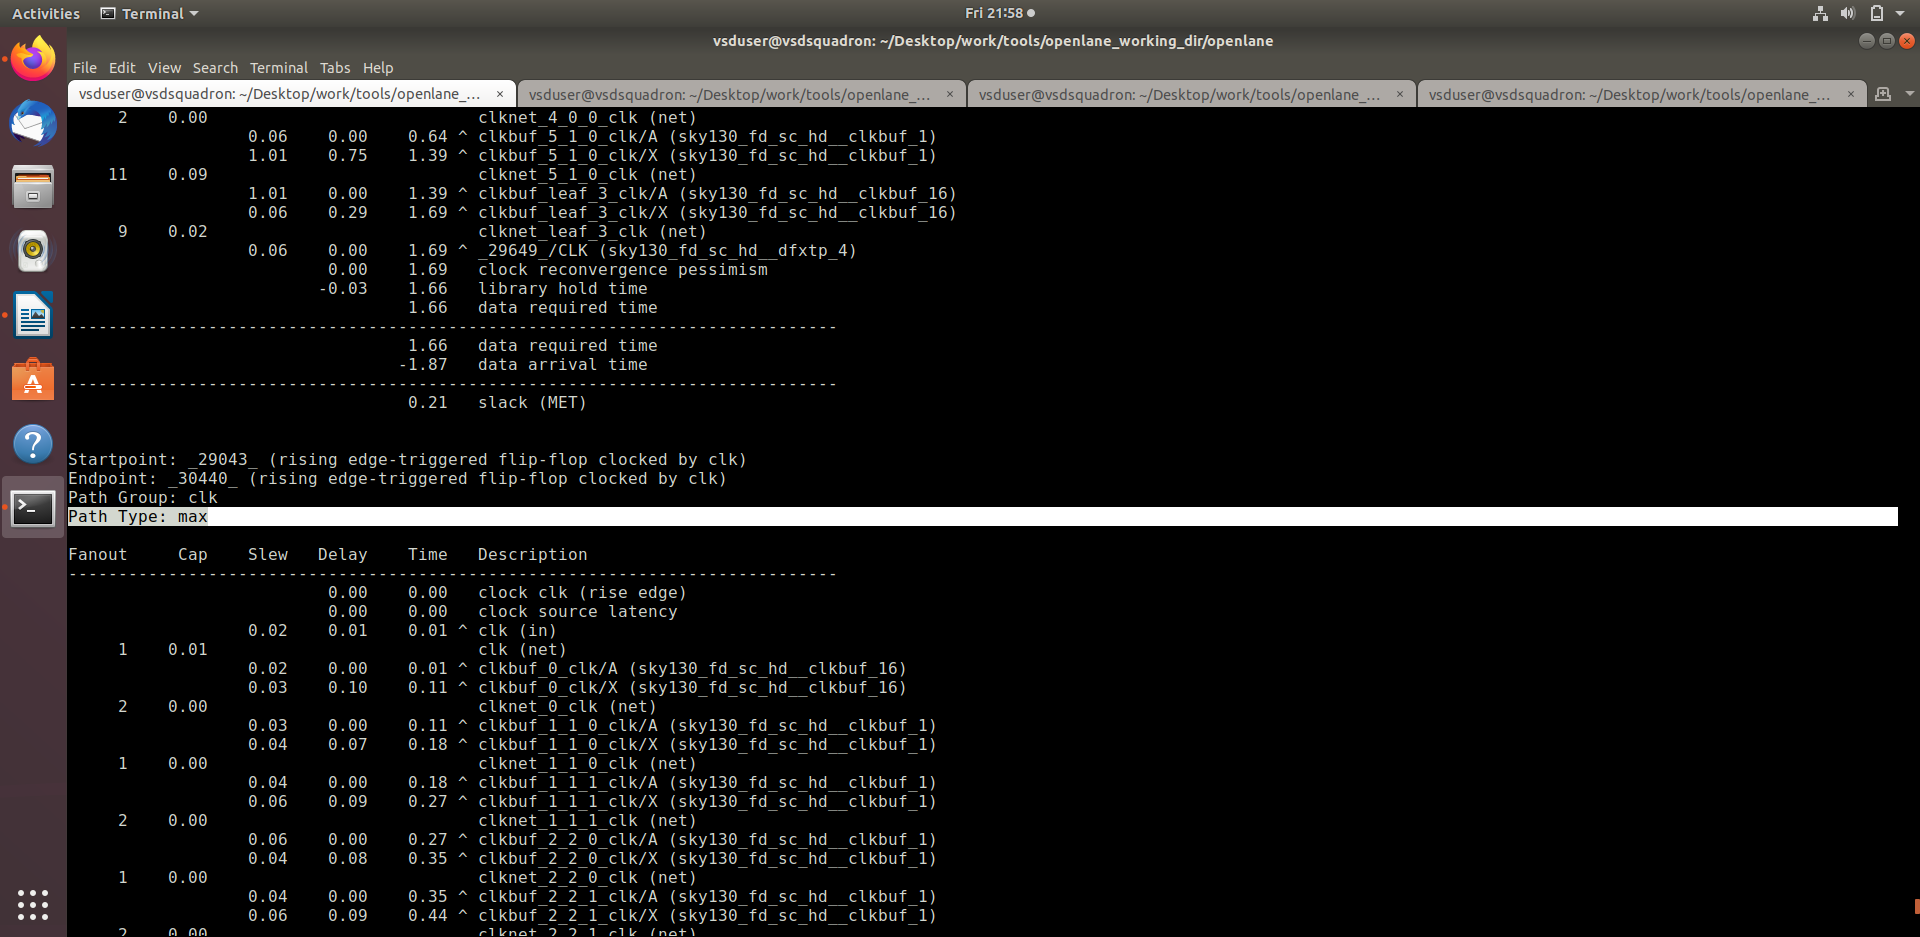 Activities Terminal Fri 21:58
vsduser@vsdsquadron: ~/Desktop/work/tools/openlane_working_dir/openlane
File Edit View Search Terminal Tabs Help
vsduser@vsdsquadron: ~/Desktop/work/tools/openlane_... × vsduser@vsdsquadron: ~/Desktop/work/tools/openlane_... × vsduser@vsdsquadron: ~/Desktop/work/tools/openlane_... × vsduser@vsdsquadron: ~/Desktop/work/tools/openlane_... ×
     2    0.00                           clknet_4_0_0_clk (net)
                  0.06    0.00    0.64 ^ clkbuf_5_1_0_clk/A (sky130_fd_sc_hd__clkbuf_1)
                  1.01    0.75    1.39 ^ clkbuf_5_1_0_clk/X (sky130_fd_sc_hd__clkbuf_1)
    11    0.09                           clknet_5_1_0_clk (net)
                  1.01    0.00    1.39 ^ clkbuf_leaf_3_clk/A (sky130_fd_sc_hd__clkbuf_16)
                  0.06    0.29    1.69 ^ clkbuf_leaf_3_clk/X (sky130_fd_sc_hd__clkbuf_16)
     9    0.02                           clknet_leaf_3_clk (net)
                  0.06    0.00    1.69 ^ _29649_/CLK (sky130_fd_sc_hd__dfxtp_4)
                          0.00    1.69   clock reconvergence pessimism
                         -0.03    1.66   library hold time
                                  1.66   data required time
-----------------------------------------------------------------------------
                                  1.66   data required time
                                 -1.87   data arrival time
-----------------------------------------------------------------------------
                                  0.21   slack (MET)
Startpoint: _29043_ (rising edge-triggered flip-flop clocked by clk)
Endpoint: _30440_ (rising edge-triggered flip-flop clocked by clk)
Path Group: clk
Path Type: max
Fanout     Cap    Slew   Delay    Time   Description
-----------------------------------------------------------------------------
                          0.00    0.00   clock clk (rise edge)
                          0.00    0.00   clock source latency
                  0.02    0.01    0.01 ^ clk (in)
     1    0.01                           clk (net)
                  0.02    0.00    0.01 ^ clkbuf_0_clk/A (sky130_fd_sc_hd__clkbuf_16)
                  0.03    0.10    0.11 ^ clkbuf_0_clk/X (sky130_fd_sc_hd__clkbuf_16)
     2    0.00                           clknet_0_clk (net)
                  0.03    0.00    0.11 ^ clkbuf_1_1_0_clk/A (sky130_fd_sc_hd__clkbuf_1)
                  0.04    0.07    0.18 ^ clkbuf_1_1_0_clk/X (sky130_fd_sc_hd__clkbuf_1)
     1    0.00                           clknet_1_1_0_clk (net)
                  0.04    0.00    0.18 ^ clkbuf_1_1_1_clk/A (sky130_fd_sc_hd__clkbuf_1)
                  0.06    0.09    0.27 ^ clkbuf_1_1_1_clk/X (sky130_fd_sc_hd__clkbuf_1)
     2    0.00                           clknet_1_1_1_clk (net)
                  0.06    0.00    0.27 ^ clkbuf_2_2_0_clk/A (sky130_fd_sc_hd__clkbuf_1)
                  0.04    0.08    0.35 ^ clkbuf_2_2_0_clk/X (sky130_fd_sc_hd__clkbuf_1)
     1    0.00                           clknet_2_2_0_clk (net)
                  0.04    0.00    0.35 ^ clkbuf_2_2_1_clk/A (sky130_fd_sc_hd__clkbuf_1)
                  0.06    0.09    0.44 ^ clkbuf_2_2_1_clk/X (sky130_fd_sc_hd__clkbuf_1)
     2    0.00                           clknet_2_2_1_clk (net)